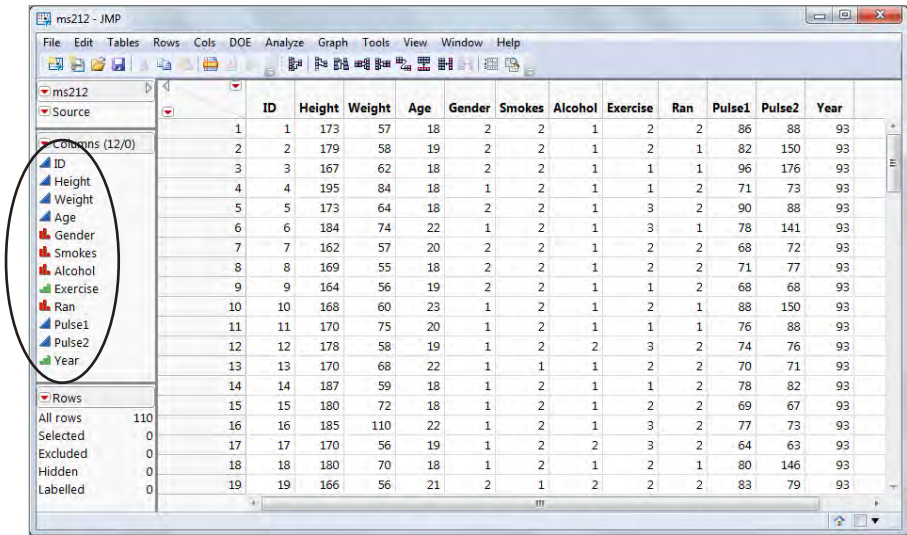 ms212 - JMP
File Edit Tables Rows Cols DOE Analyze Graph Tools View Window Help
ms212
Source
Columns (12/0)
ID
Height
Weight
Age
Gender
Smokes
Alcohol
Exercise
Ran
Pulse1
Pulse2
Year
Rows
All rows 110
Selected 0
Excluded 0
Hidden 0
Labelled 0
ID Height Weight Age Gender Smokes Alcohol Exercise Ran Pulse1 Pulse2 Year
1 1 173 57 18 2 2 1 2 2 86 88 93
2 2 179 58 19 2 2 1 2 1 82 150 93
3 3 167 62 18 2 2 1 1 1 96 176 93
4 4 195 84 18 1 2 1 1 2 71 73 93
5 5 173 64 18 2 2 1 3 2 90 88 93
6 6 184 74 22 1 2 1 3 1 78 141 93
7 7 162 57 20 2 2 1 2 2 68 72 93
8 8 169 55 18 2 2 1 2 2 71 77 93
9 9 164 56 19 2 2 1 1 2 68 68 93
10 10 168 60 23 1 2 1 2 1 88 150 93
11 11 170 75 20 1 2 1 1 1 76 88 93
12 12 178 58 19 1 2 2 3 2 74 76 93
13 13 170 68 22 1 1 1 2 2 70 71 93
14 14 187 59 18 1 2 1 1 2 78 82 93
15 15 180 72 18 1 2 1 2 2 69 67 93
16 16 185 110 22 1 2 1 3 2 77 73 93
17 17 170 56 19 1 2 2 3 2 64 63 93
18 18 180 70 18 1 2 1 2 1 80 146 93
19 19 166 56 21 2 1 2 2 2 83 79 93